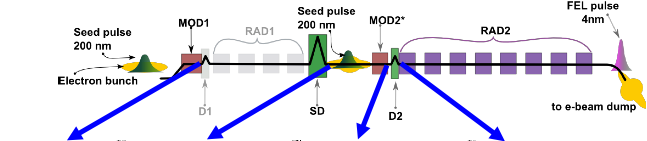 Seed pulse
200 nm
Electron bunch
MOD1
RAD1
D1
Seed pulse
200 nm
SD
MOD2*
D2
RAD2
FEL pulse
4nm
to e-beam dump